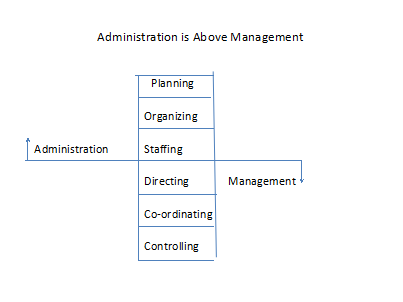 Administration is Above Management
Planning
Organizing
Administration
Staffing
Directing
Management
Co-ordinating
Controlling